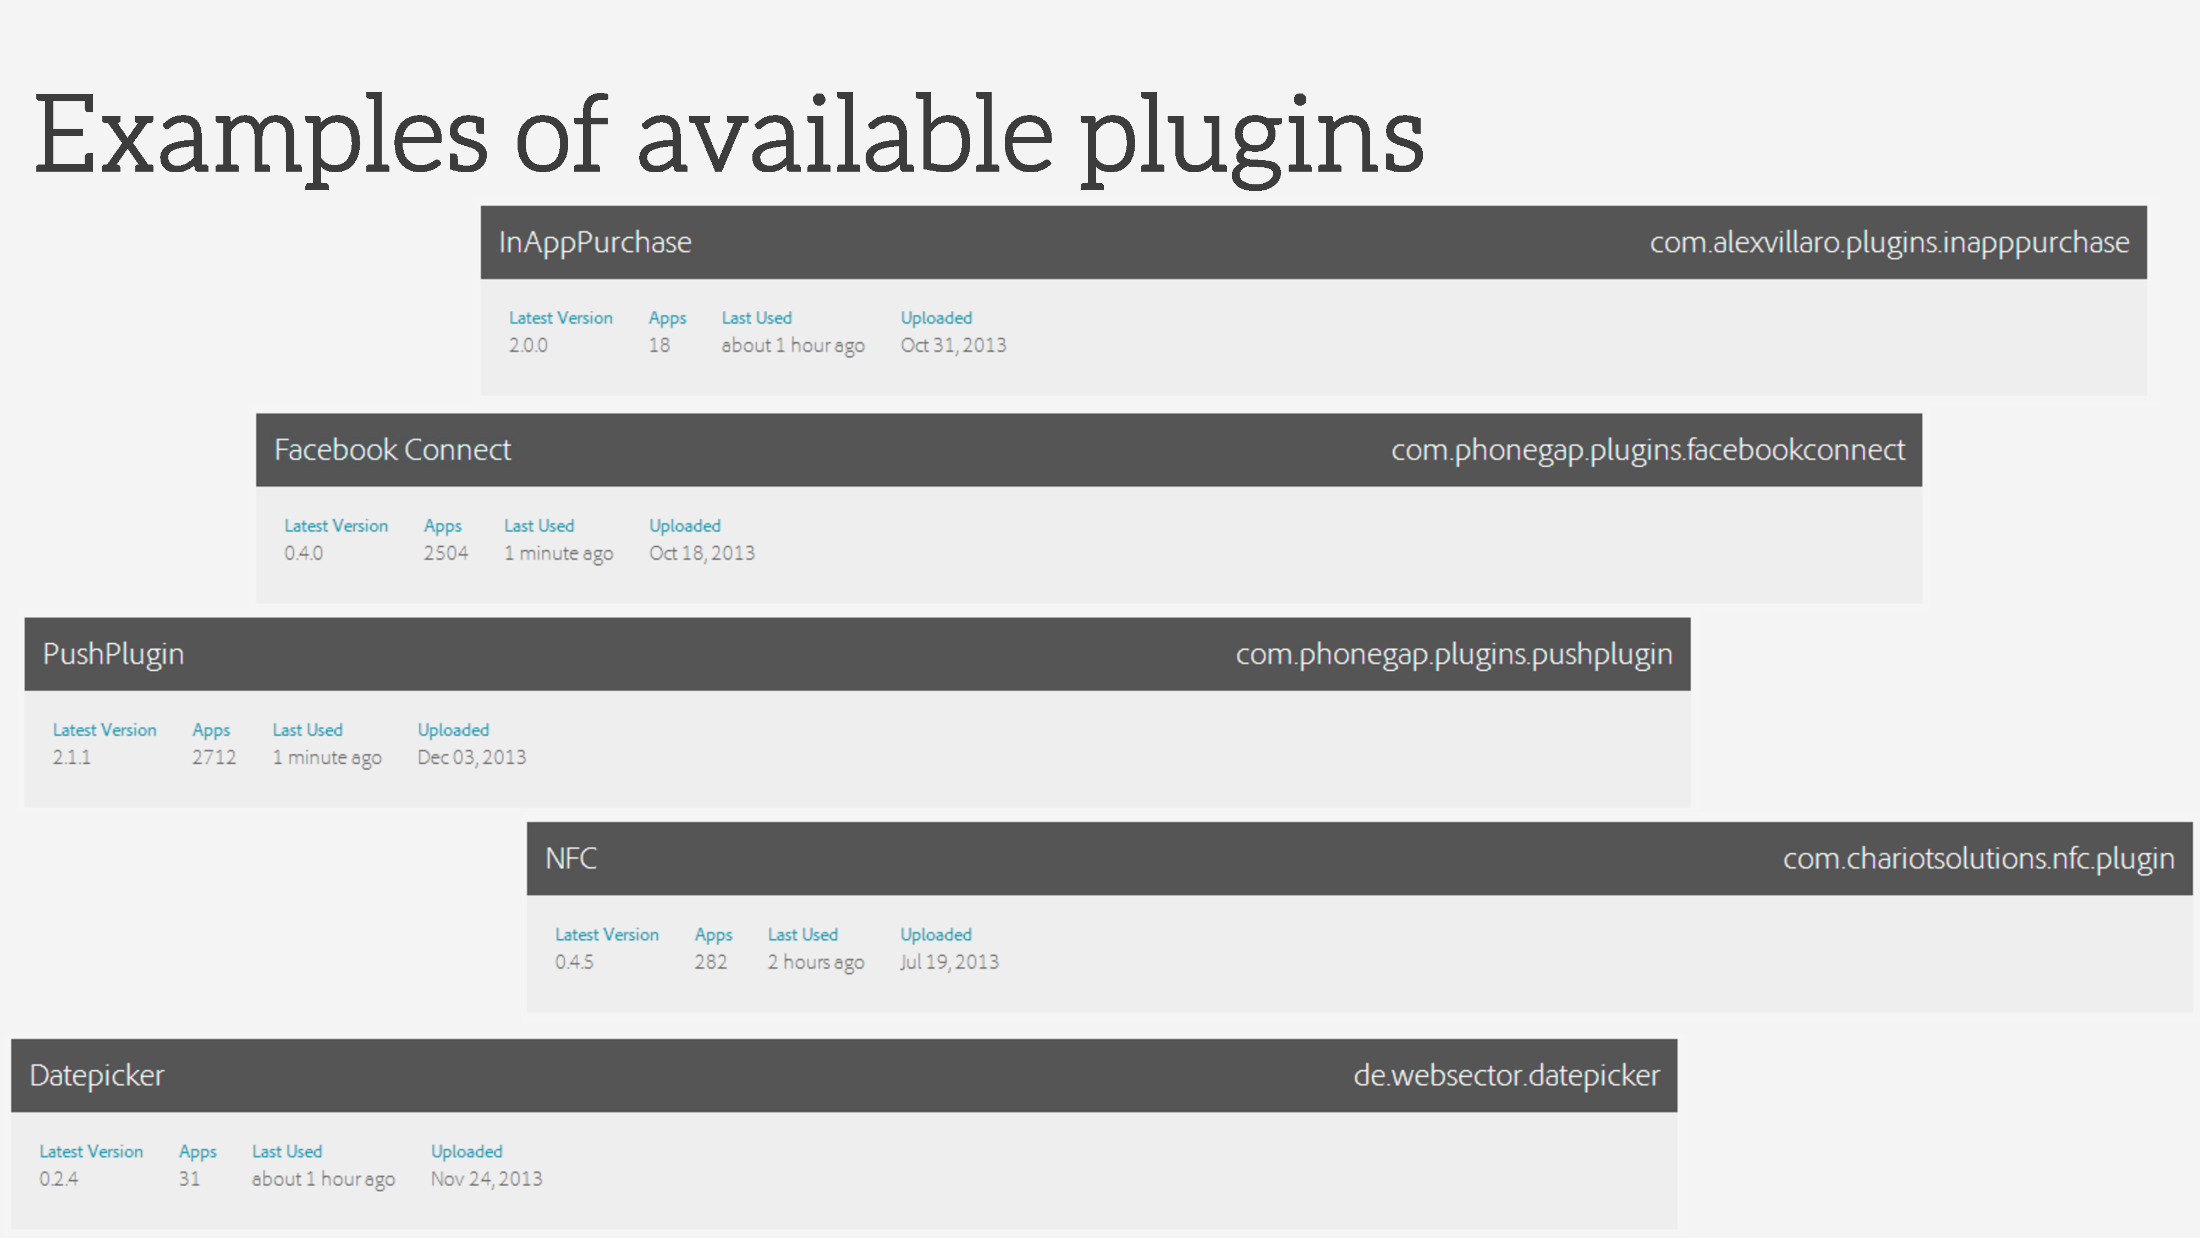 Examples of available plugins
InAppPurchase com.alexvillaro.plugins.inapppurchase
Latest Version Apps Last Used Uploaded
2.0.0 18 about 1 hour ago Oct 31, 2013
Facebook Connect com.phonegap.plugins.facebookconnect
Latest Version Apps Last Used Uploaded
0.4.0 2504 1 minute ago Oct 18, 2013
PushPlugin com.phonegap.plugins.pushplugin
Latest Version Apps Last Used Uploaded
2.1.1 2712 1 minute ago Dec 03, 2013
NFC com.chariotsolutions.nfc.plugin
Latest Version Apps Last Used Uploaded
0.4.5 282 2 hours ago Jul 19, 2013
Datepicker de.websector.datepicker
Latest Version Apps Last Used Uploaded
0.2.4 31 about 1 hour ago Nov 24, 2013